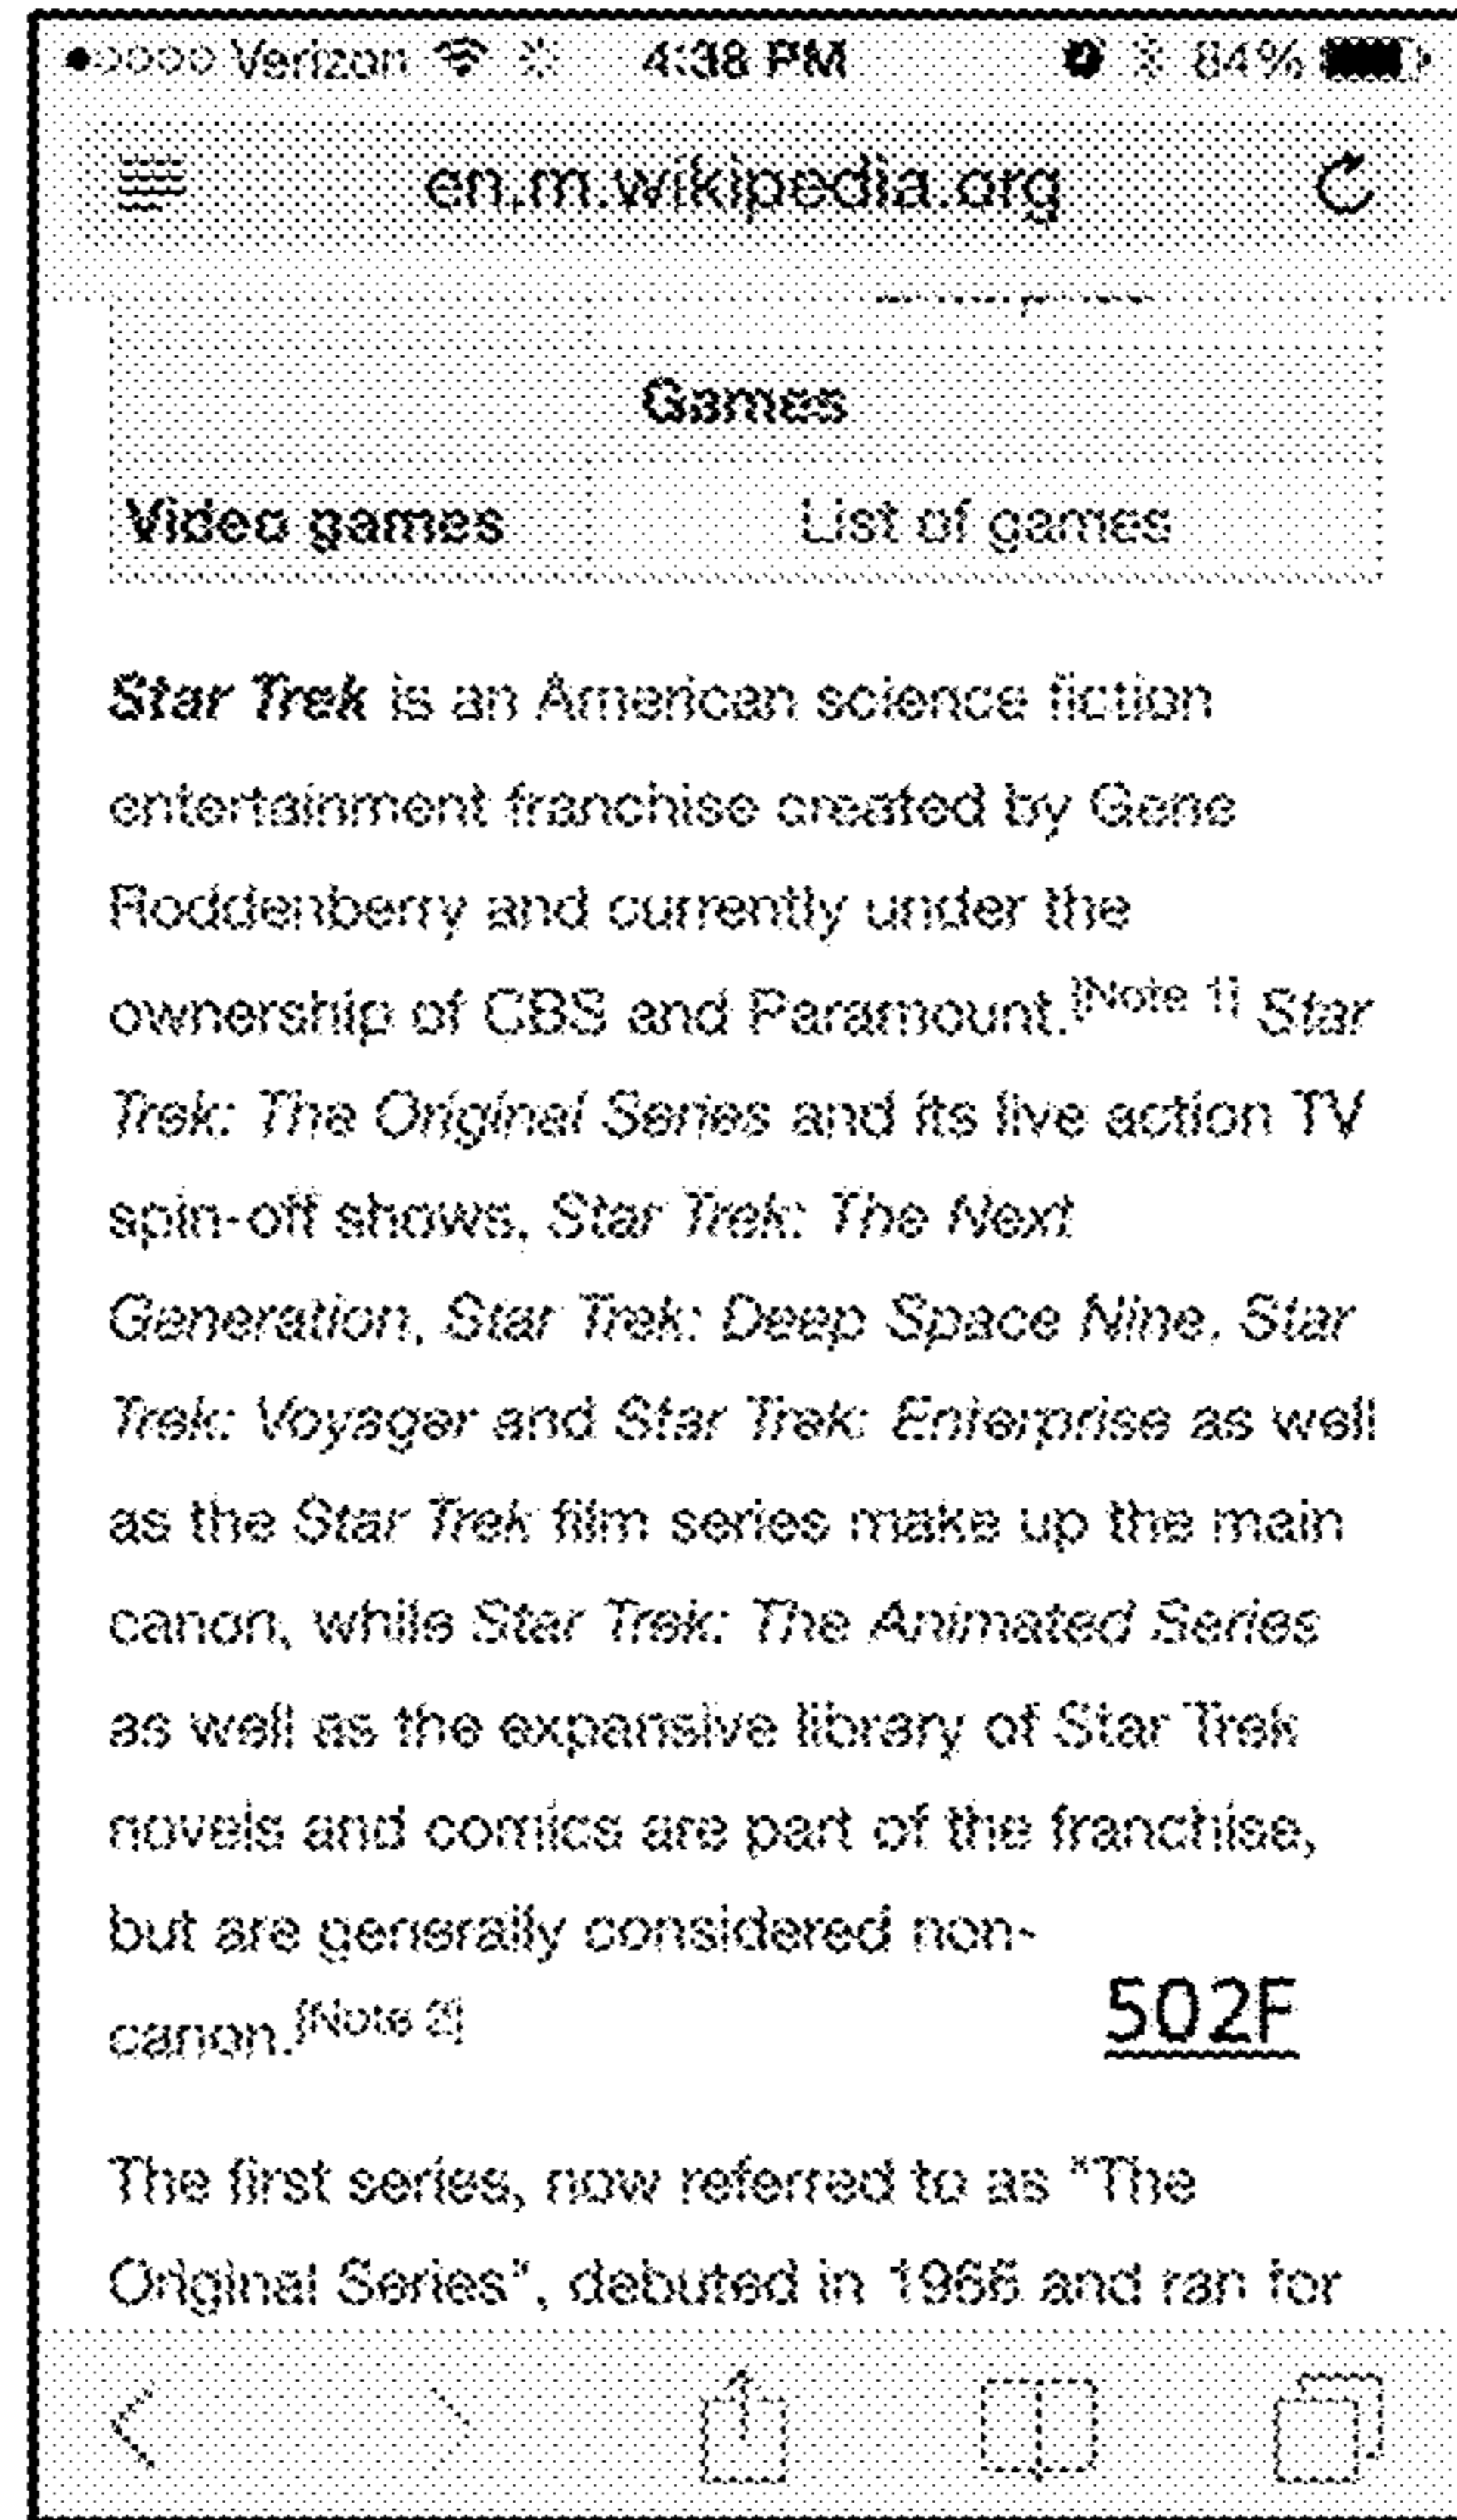 Verizon 4:38 PM 84%
en.m.wikipedia.org
Games
Video games List of games
Star Trek is an American science fiction
entertainment franchise created by Gene
Roddenberry and currently under the
ownership of CBS and Paramount.[Note 1] Star
Trek: The Original Series and its live action TV
spin-off shows, Star Trek: The Next
Generation, Star Trek: Deep Space Nine, Star
Trek: Voyager and Star Trek: Enterprise as well
as the Star Trek film series make up the main
canon, while Star Trek: The Animated Series
as well as the expansive library of Star Trek
novels and comics are part of the franchise,
but are generally considered non-
canon.[Note 2]
502F
The first series, now referred to as "The
Original Series", debuted in 1966 and ran for